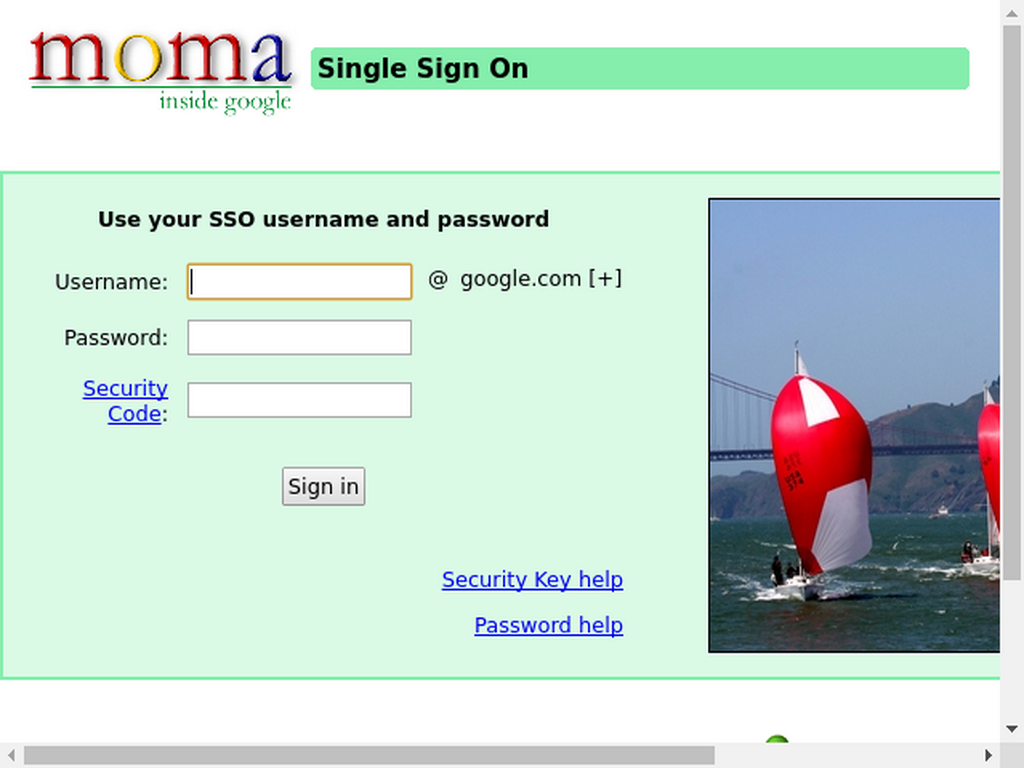 moma
inside google
Single Sign On
Use your SSO username and password
Username:
@ google.com [+]
Password:
Security
Code:
Sign in
Security Key help
Password help